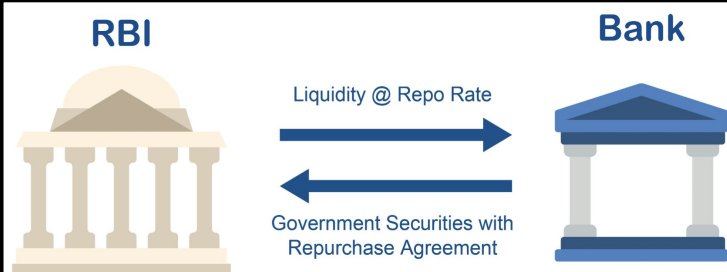 RBI
Bank
Liquidity @ Repo Rate
Government Securities with
Repurchase Agreement